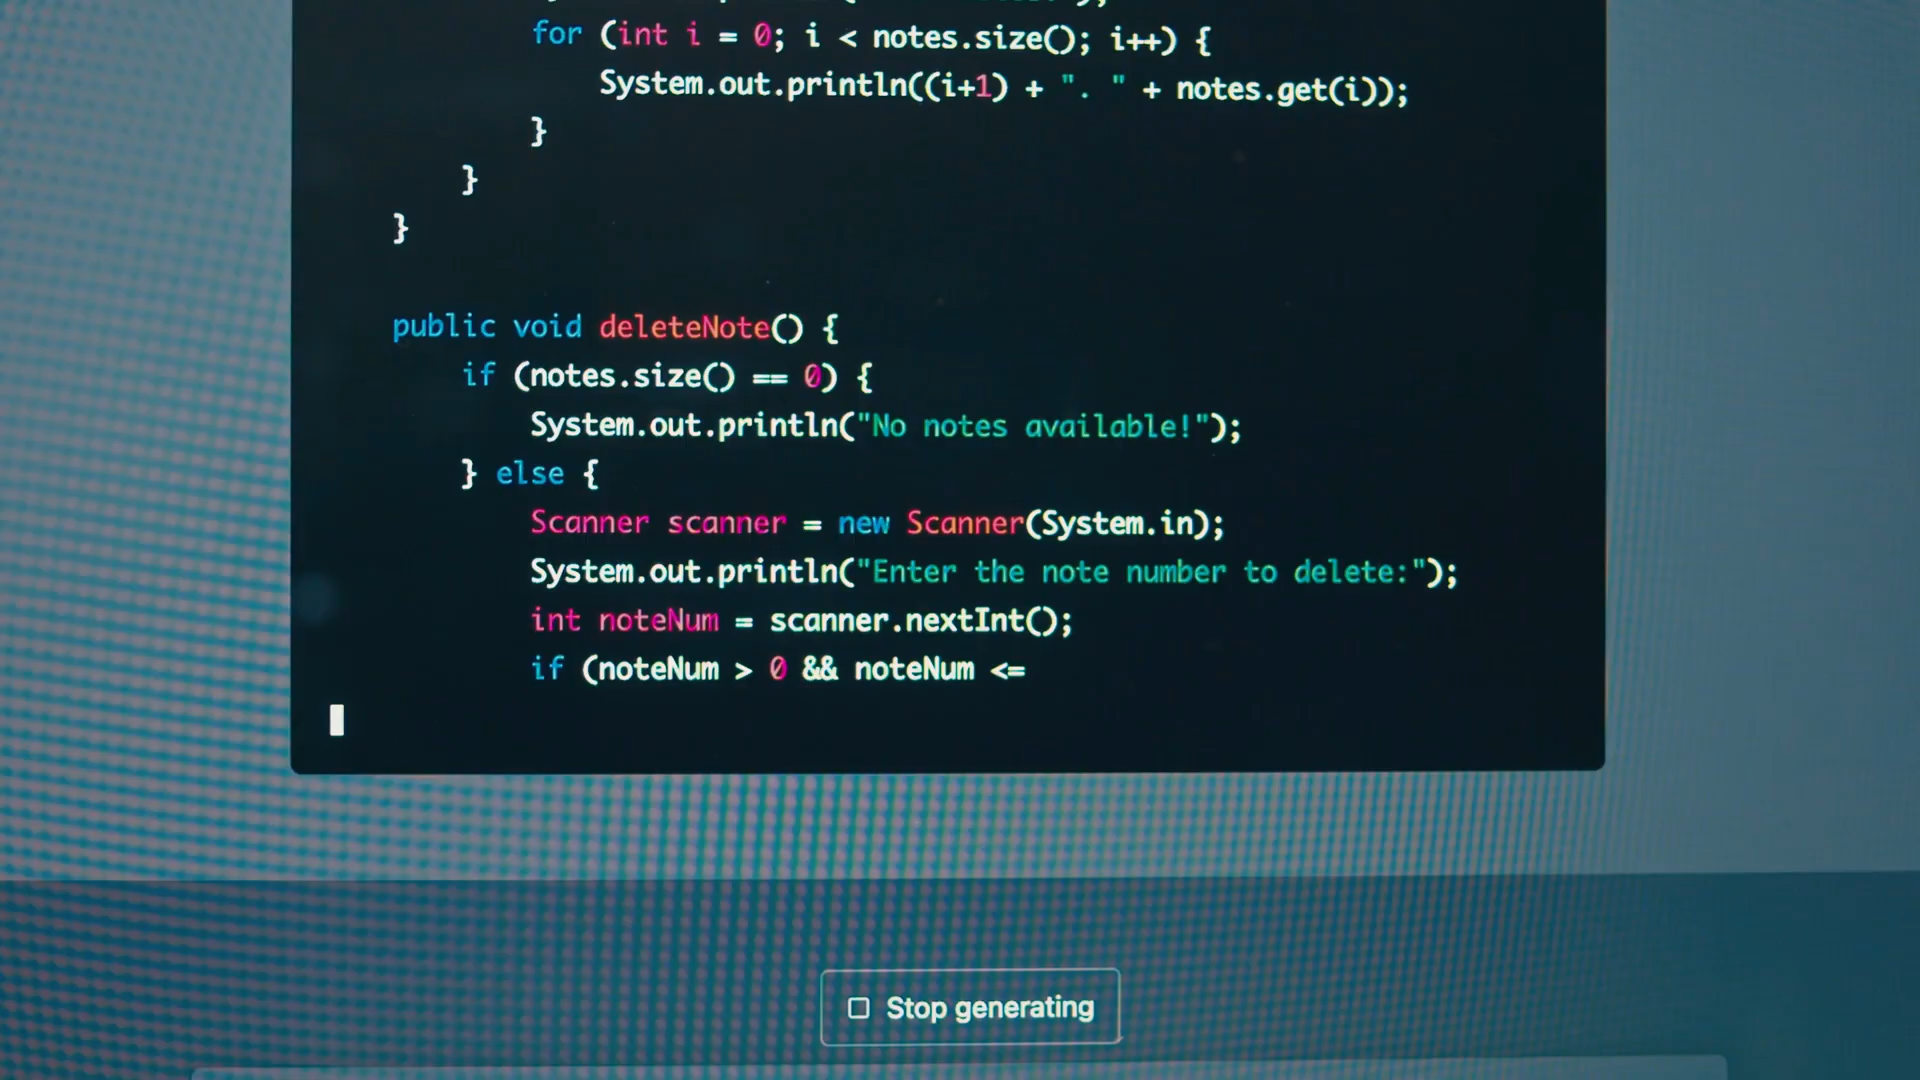 for (int i = 0; i < notes.size(); i++) {
System.out.println((i+1) + ". " + notes.get(i));
}
}
}
public void deleteNote() {
if (notes.size() == 0) {
System.out.println("No notes available!");
} else {
Scanner scanner = new Scanner(System.in);
System.out.println("Enter the note number to delete:");
int noteNum = scanner.nextInt();
if (noteNum > 0 && noteNum <=
Stop generating